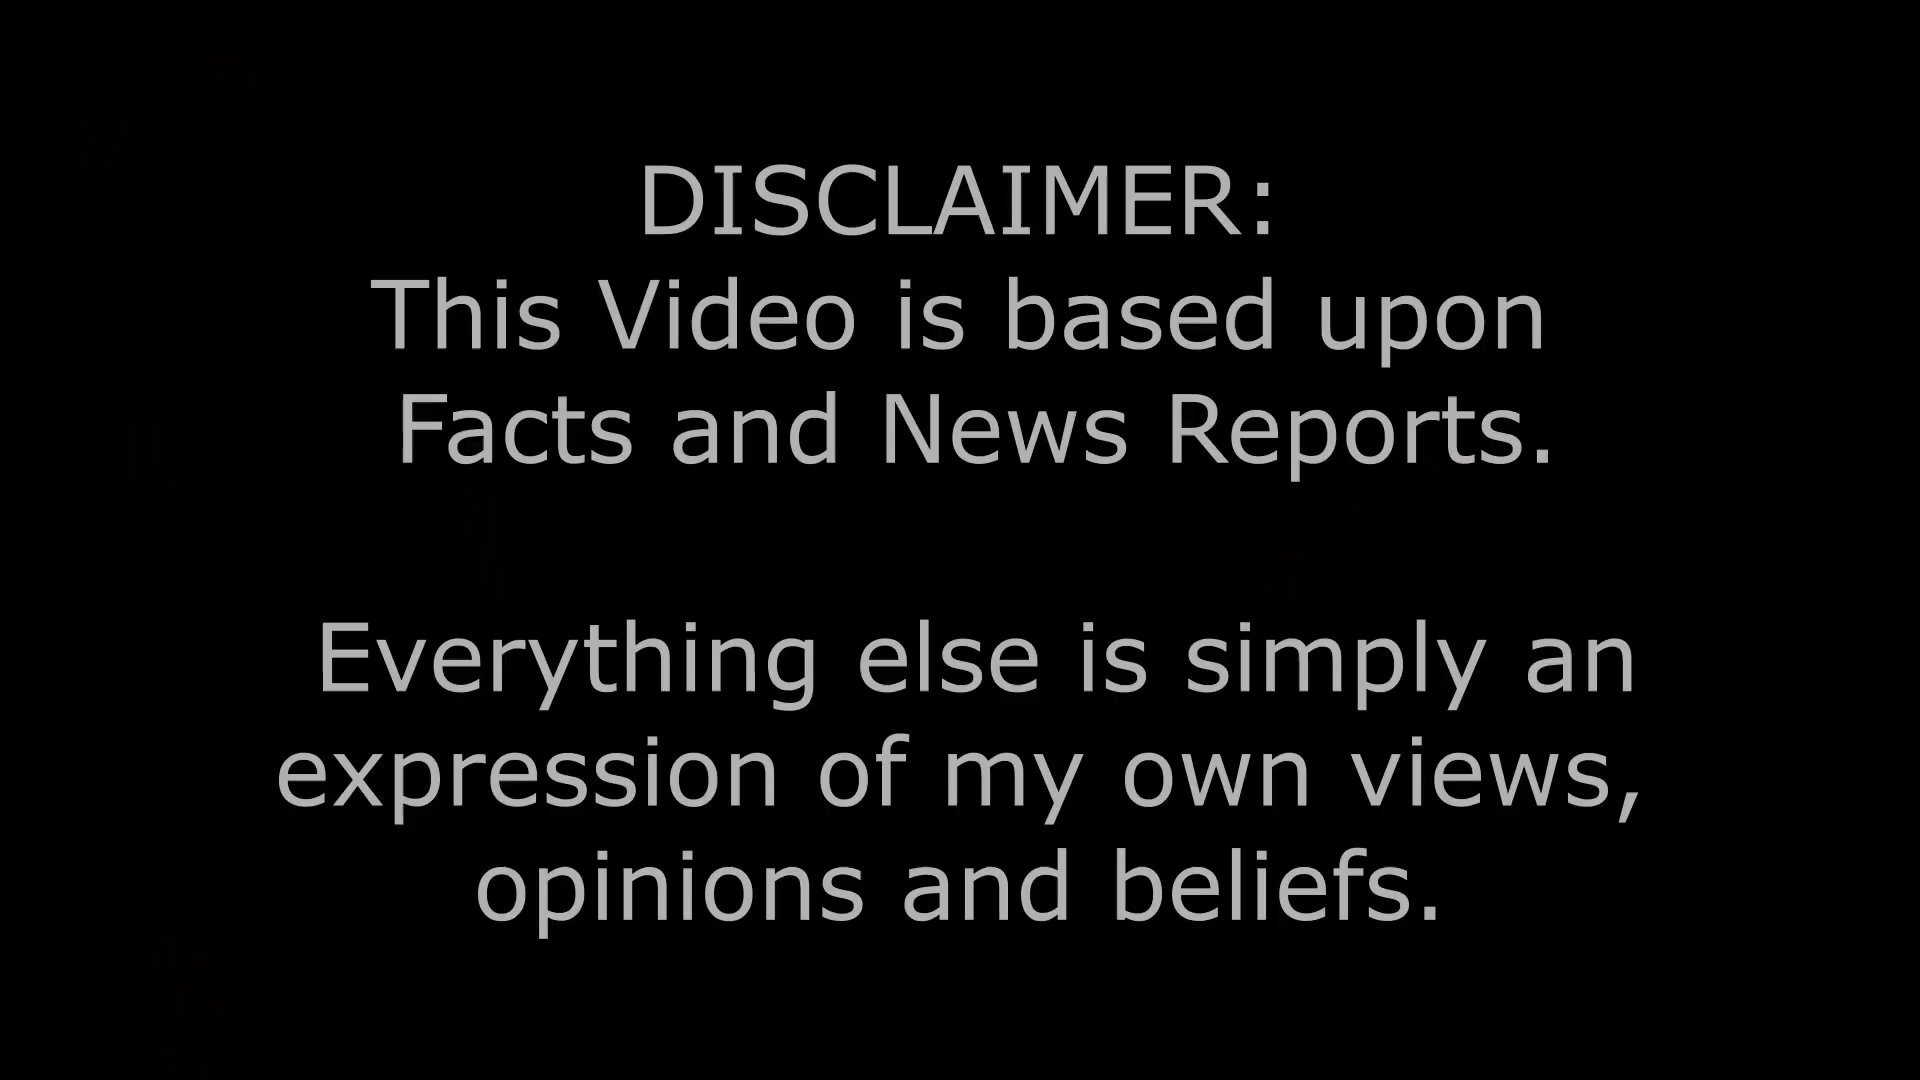 DISCLAIMER:
This Video is based upon
Facts and News Reports.
Everything else is simply an
expression of my own views,
opinions and beliefs.